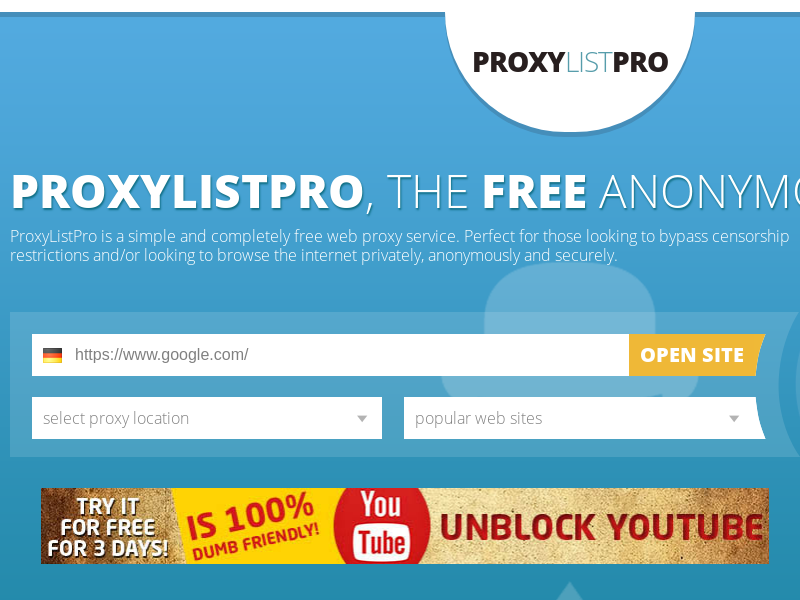 PROXYLISTPRO
PROXYLISTPRO, THE FREE ANONYMO
ProxyListPro is a simple and completely free web proxy service. Perfect for those looking to bypass censorship
restrictions and/or looking to browse the internet privately, anonymously and securely.
https://www.google.com/
OPEN SITE
select proxy location
popular web sites
TRY IT
FOR FREE
FOR 3 DAYS!
IS 100%
DUMB FRIENDLY!
You
Tube
UNBLOCK YOUTUBE